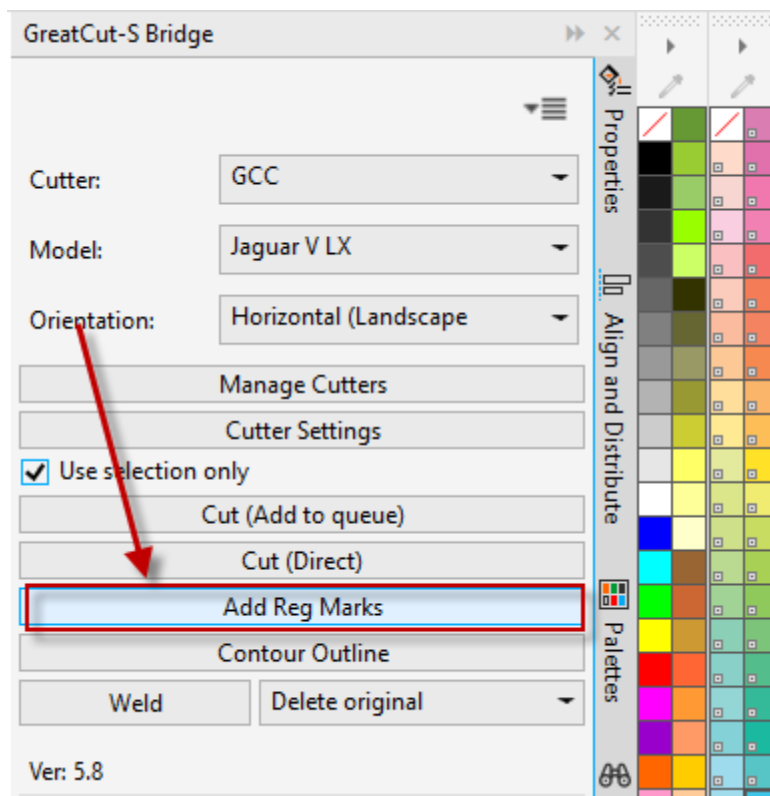 GreatCut-S Bridge
Cutter:
GCC
Model:
Jaguar V LX
Orientation:
Horizontal (Landscape
Manage Cutters
Cutter Settings
Use selection only
Cut (Add to queue)
Cut (Direct)
Add Reg Marks
Contour Outline
Weld
Delete original
Ver: 5.8
Properties
Align and Distribute
Palettes